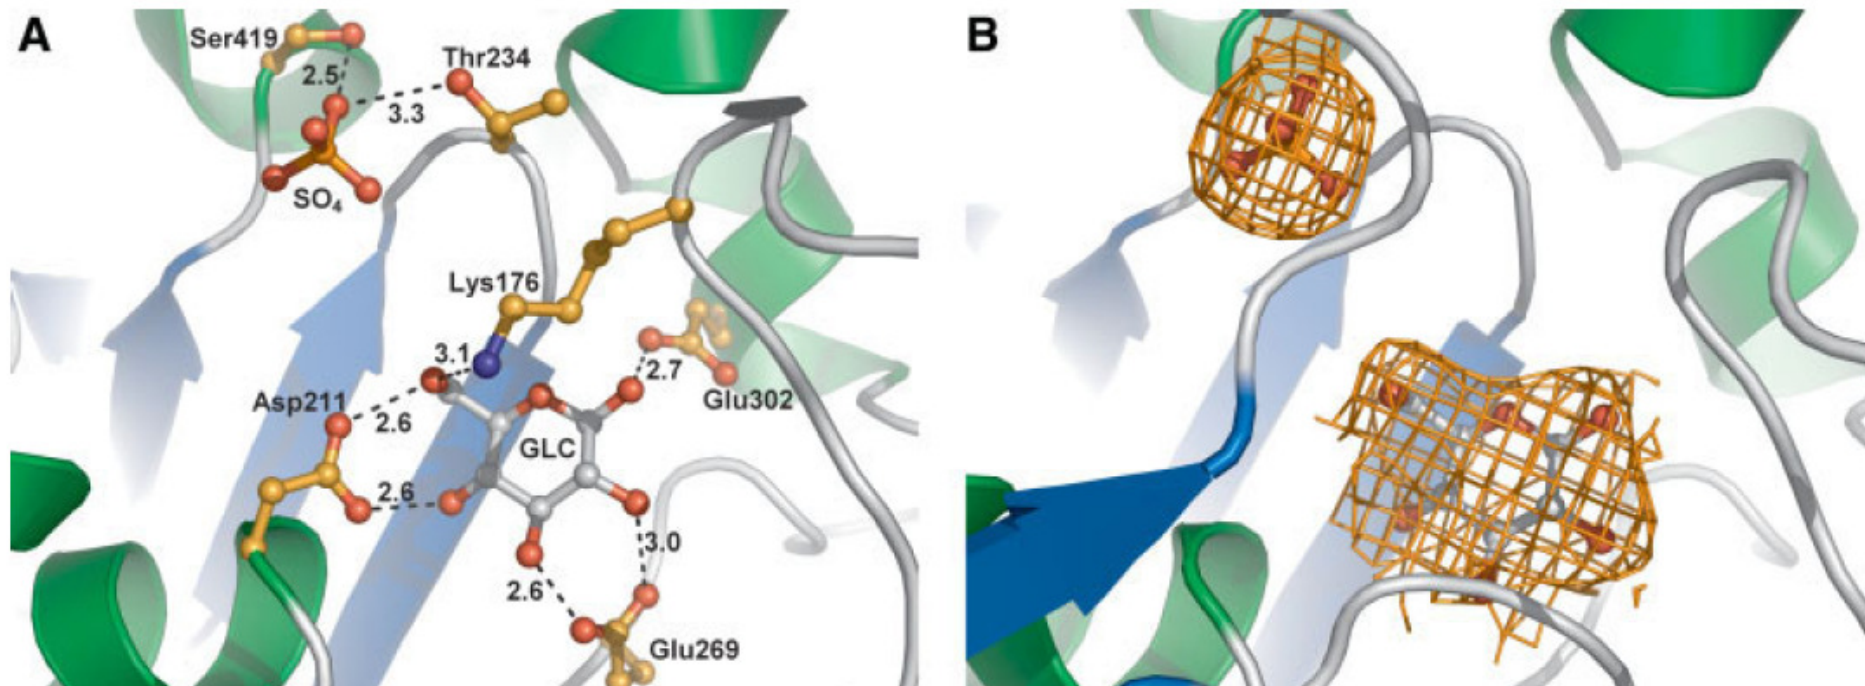 A
B
Ser419
Thr234
2.5
3.3
SO₄
Lys176
3.1
2.7
Asp211
2.6
Glu302
GLC
2.6
3.0
2.6
Glu269